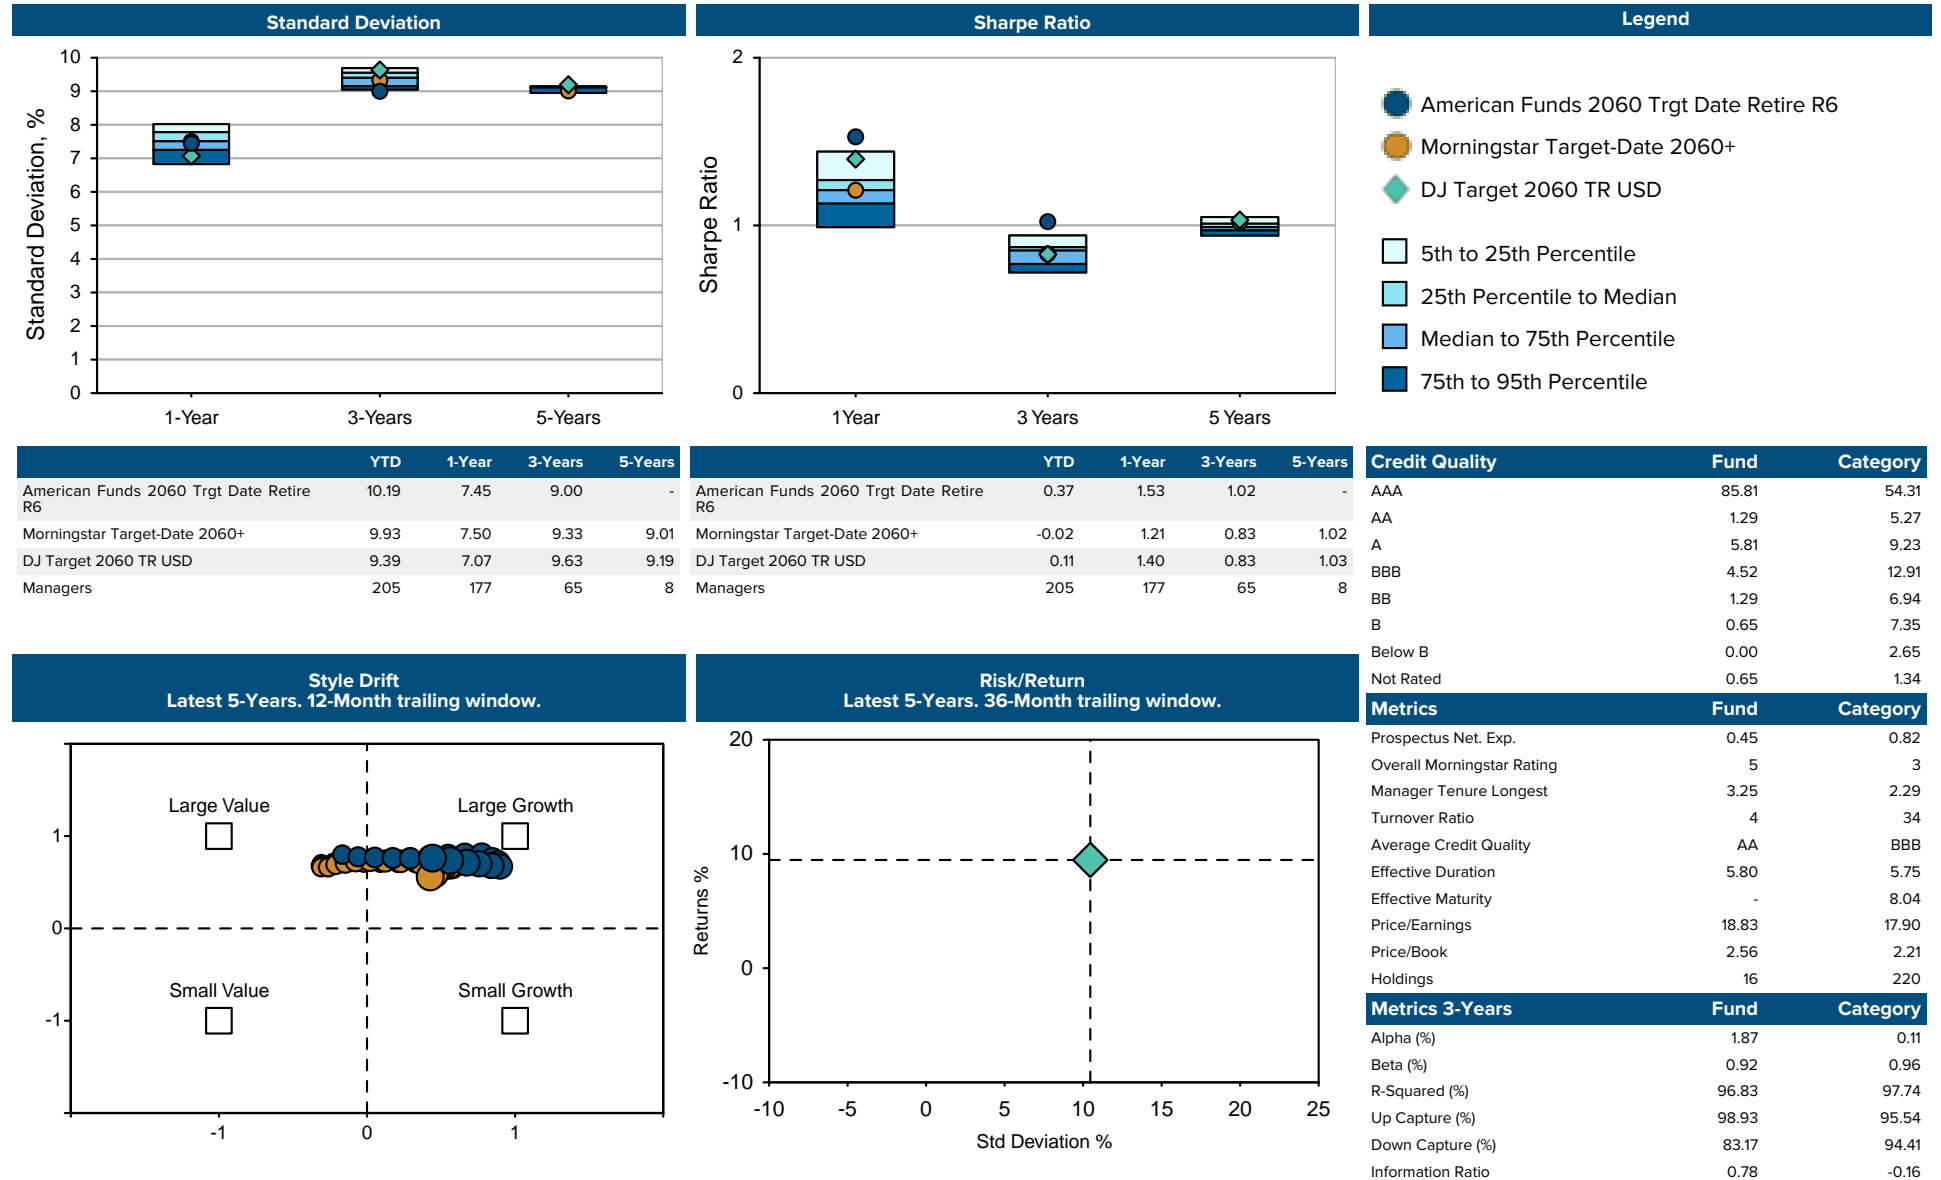 Standard Deviation
Sharpe Ratio
Legend
10
9
8
7
6
5
4
3
2
1
0
Standard Deviation, %
1-Year
3-Years
5-Years
2
1
0
Sharpe Ratio
1Year
3 Years
5 Years
American Funds 2060 Trgt Date Retire R6
Morningstar Target-Date 2060+
DJ Target 2060 TR USD
5th to 25th Percentile
25th Percentile to Median
Median to 75th Percentile
75th to 95th Percentile
YTD 1-Year 3-Years 5-Years
American Funds 2060 Trgt Date Retire 10.19 7.45 9.00 -
R6
Morningstar Target-Date 2060+ 9.93 7.50 9.33 9.01
DJ Target 2060 TR USD 9.39 7.07 9.63 9.19
Managers 205 177 65 8
YTD 1-Year 3-Years 5-Years
American Funds 2060 Trgt Date Retire 0.37 1.53 1.02 -
R6
Morningstar Target-Date 2060+ -0.02 1.21 0.83 1.02
DJ Target 2060 TR USD 0.11 1.40 0.83 1.03
Managers 205 177 65 8
Credit Quality Fund Category
AAA 85.81 54.31
AA 1.29 5.27
A 5.81 9.23
BBB 4.52 12.91
BB 1.29 6.94
B 0.65 7.35
Below B 0.00 2.65
Not Rated 0.65 1.34
Metrics Fund Category
Prospectus Net. Exp. 0.45 0.82
Overall Morningstar Rating 5 3
Manager Tenure Longest 3.25 2.29
Turnover Ratio 4 34
Average Credit Quality AA BBB
Effective Duration 5.80 5.75
Effective Maturity - 8.04
Price/Earnings 18.83 17.90
Price/Book 2.56 2.21
Holdings 16 220
Metrics 3-Years Fund Category
Alpha (%) 1.87 0.11
Beta (%) 0.92 0.96
R-Squared (%) 96.83 97.74
Up Capture (%) 98.93 95.54
Down Capture (%) 83.17 94.41
Information Ratio 0.78 -0.16
Style Drift
Latest 5-Years. 12-Month trailing window.
Large Value
Large Growth
Small Value
Small Growth
1
0
-1
-1
0
1
Risk/Return
Latest 5-Years. 36-Month trailing window.
20
10
0
-10
Returns %
-10
-5
0
5
10
15
20
25
Std Deviation %